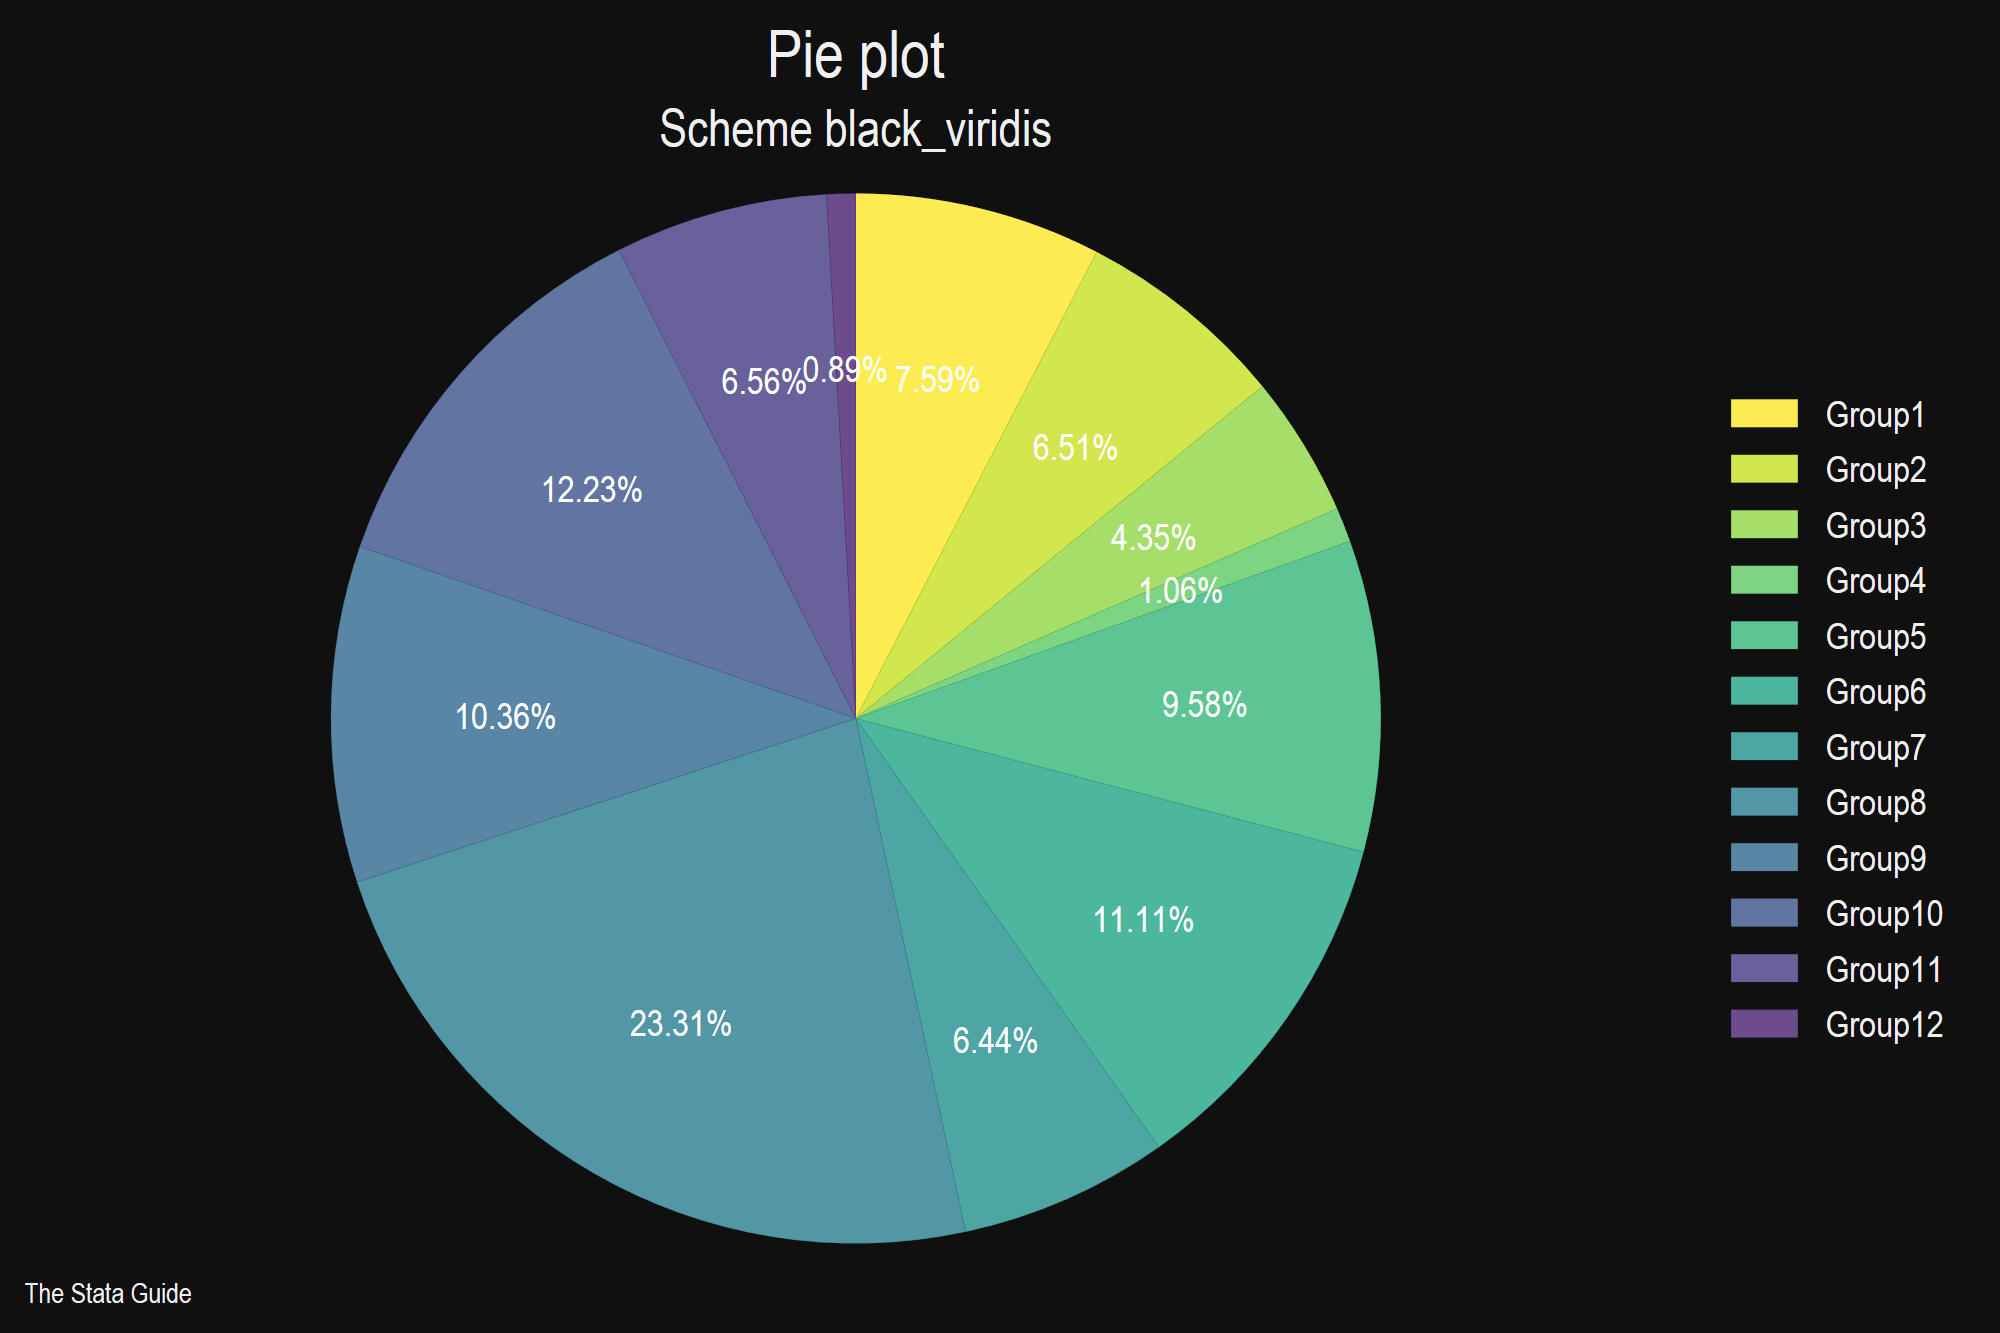 Pie plot
Scheme black_viridis
6.56%
0.89%
7.59%
6.51%
12.23%
4.35%
1.06%
10.36%
9.58%
11.11%
23.31%
6.44%
Group1
Group2
Group3
Group4
Group5
Group6
Group7
Group8
Group9
Group10
Group11
Group12
The Stata Guide